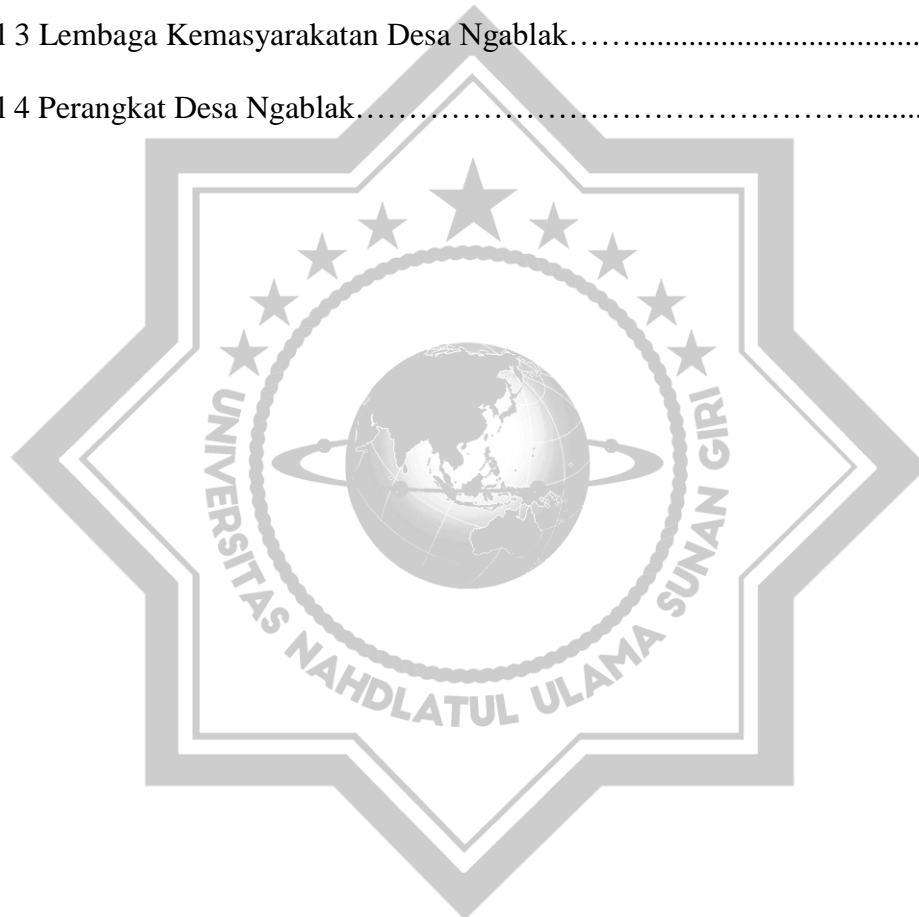 l 3 Lembaga Kemasyarakatan Desa Ngablak…….....................................
l 4 Perangkat Desa Ngablak…………………………………………….......
UNIVERSITAS NAHDLATUL ULAMA SUNAN GIRI